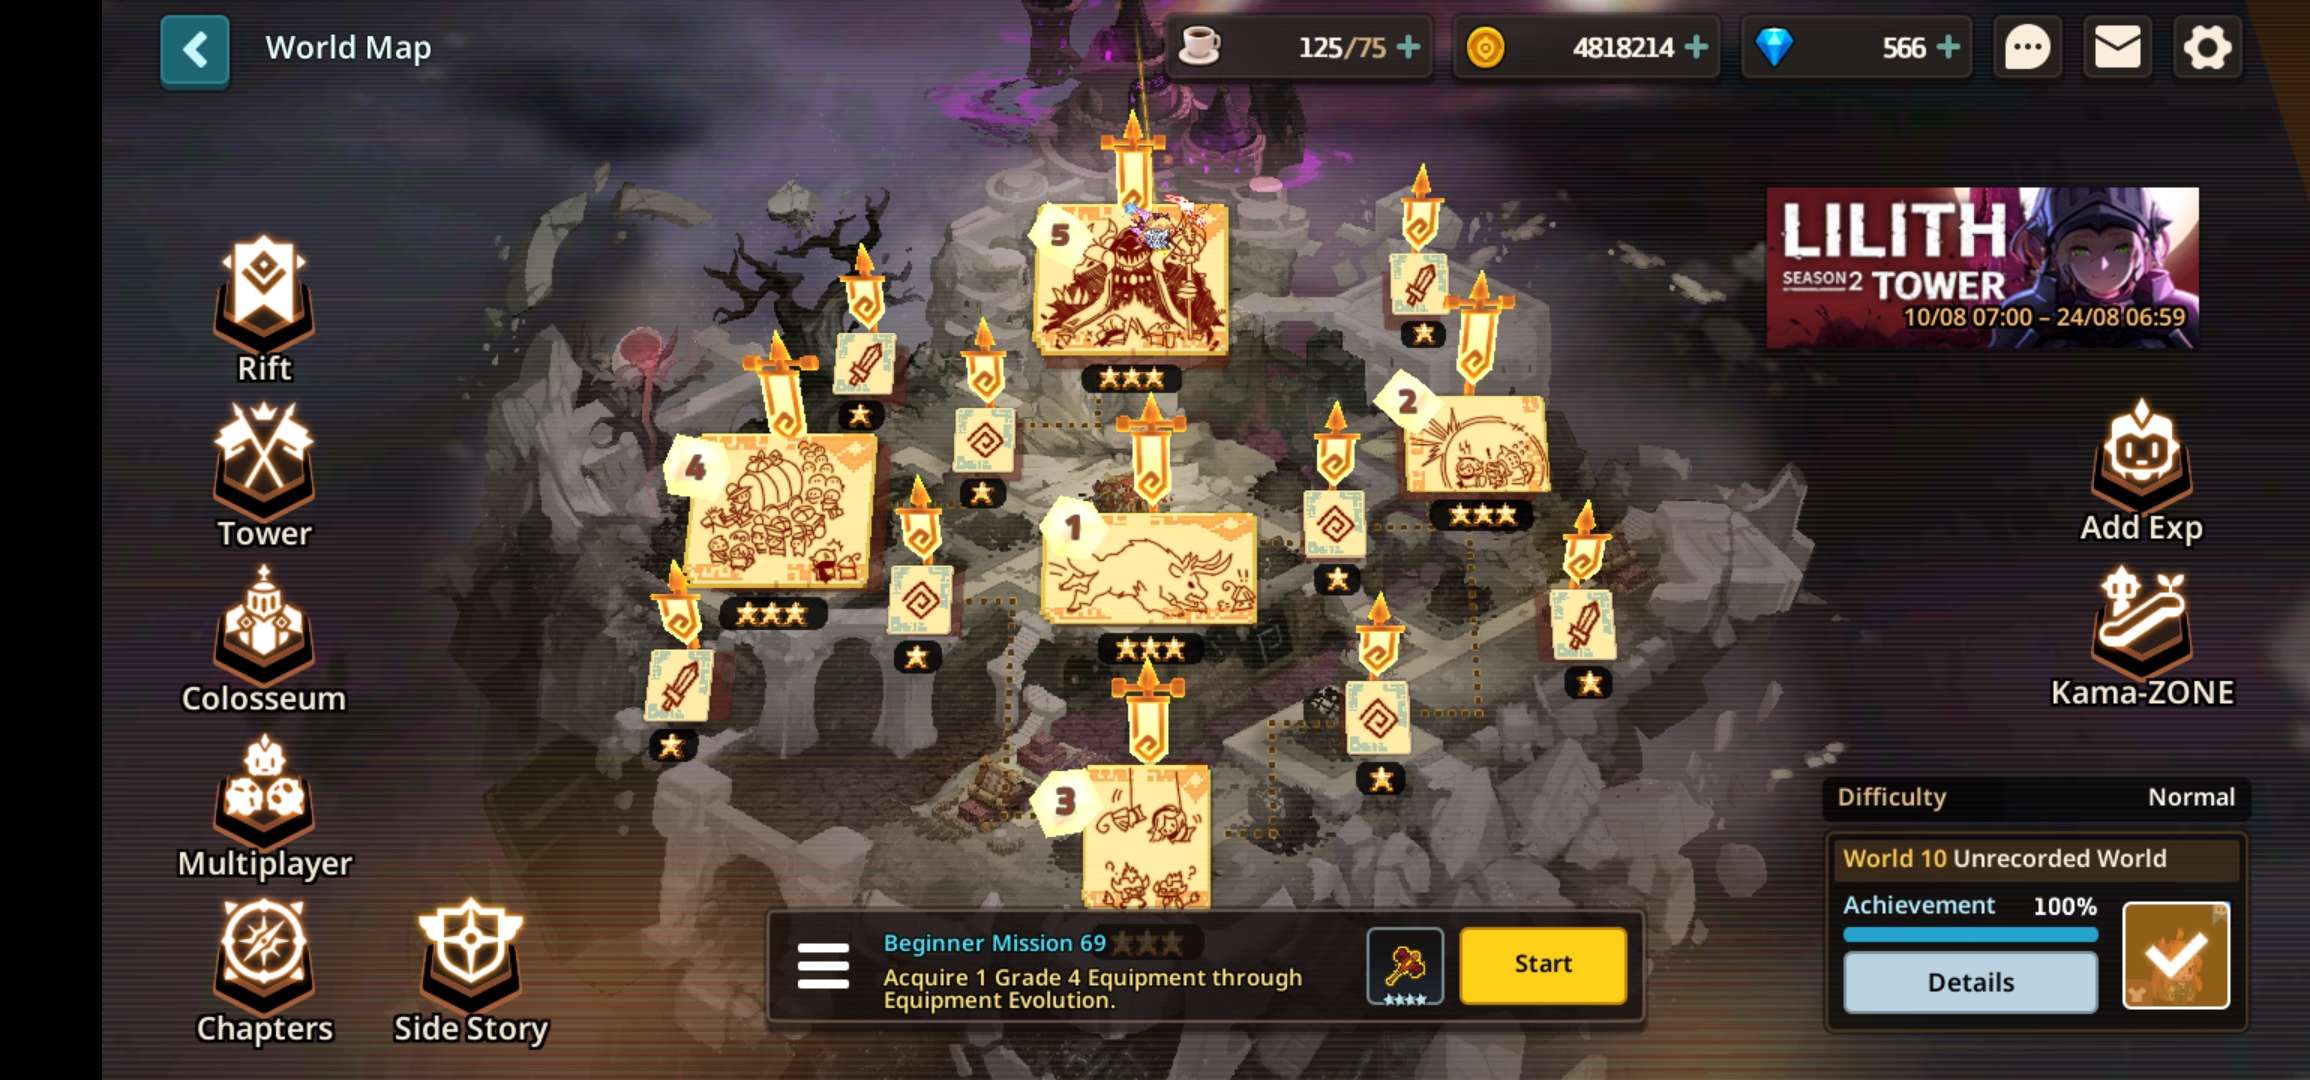 World Map
125/75
4818214
566
LILITH
SEASON2 TOWER
10/08 07:00 – 24/08 06:59
5
2
4
1
3
Rift
Tower
Colosseum
Multiplayer
Chapters
Side Story
Add Exp
Kama-ZONE
Difficulty Normal
World 10 Unrecorded World
Achievement 100%
Details
Beginner Mission 69
Acquire 1 Grade 4 Equipment through
Equipment Evolution.
Start